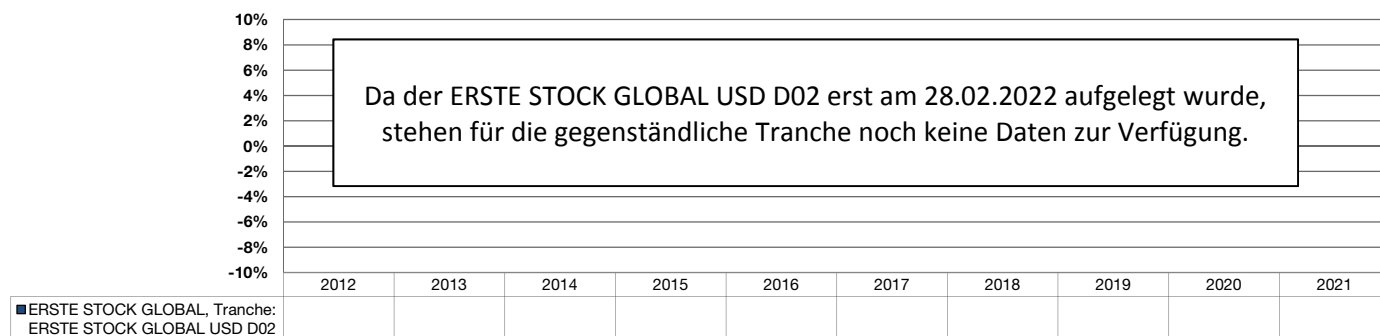 10%
8%
6%
4%
2%
0%
-2%
-4%
-6%
-8%
-10%
Da der ERSTE STOCK GLOBAL USD D02 erst am 28.02.2022 aufgelegt wurde,
stehen für die gegenständliche Tranche noch keine Daten zur Verfügung.
2012 2013 2014 2015 2016 2017 2018 2019 2020 2021
ERSTE STOCK GLOBAL, Tranche:
ERSTE STOCK GLOBAL USD D02